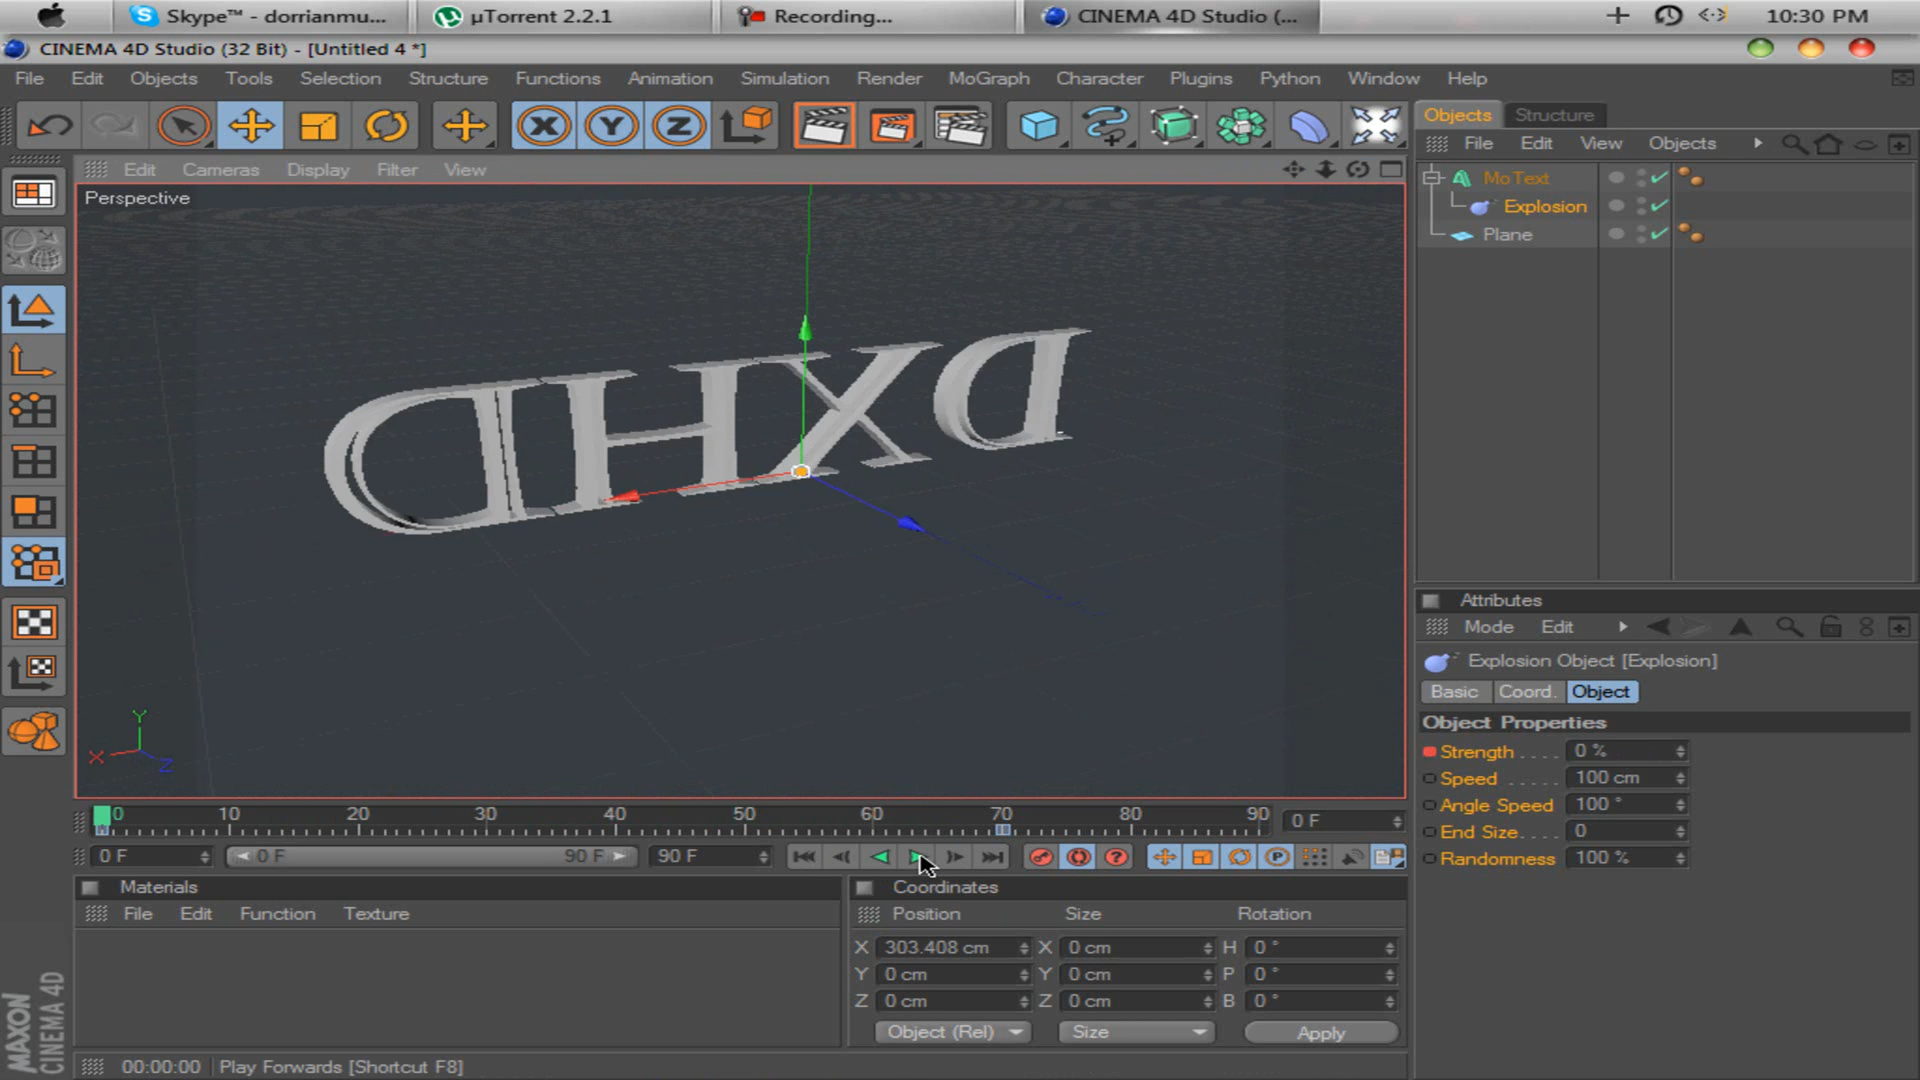 Skype™ - dorrianmu...
µTorrent 2.2.1
Recording...
CINEMA 4D Studio (...
10:30 PM
CINEMA 4D Studio (32 Bit) - [Untitled 4 *]
File Edit Objects Tools Selection Structure Functions Animation Simulation Render MoGraph Character Plugins Python Window Help
X Y Z
Objects Structure
File Edit View Objects
Edit Cameras Display Filter View
Perspective
MoText
Explosion
Plane
DHXD
Y
X
Z
Attributes
Mode Edit
Explosion Object [Explosion]
Basic Coord. Object
Object Properties
Strength . . . . 0 %
Speed . . . . . . 100 cm
Angle Speed 100 °
End Size . . . 0
Randomness 100 %
0 10 20 30 40 50 60 70 80 90 0 F
0 F 0 F 90 F 90 F
? P
Materials
File Edit Function Texture
Coordinates
Position Size Rotation
X 303.408 cm X 0 cm H 0 °
Y 0 cm Y 0 cm P 0 °
Z 0 cm Z 0 cm B 0 °
Object (Rel) Size Apply
MAXON
CINEMA 4D
00:00:00 Play Forwards [Shortcut F8]